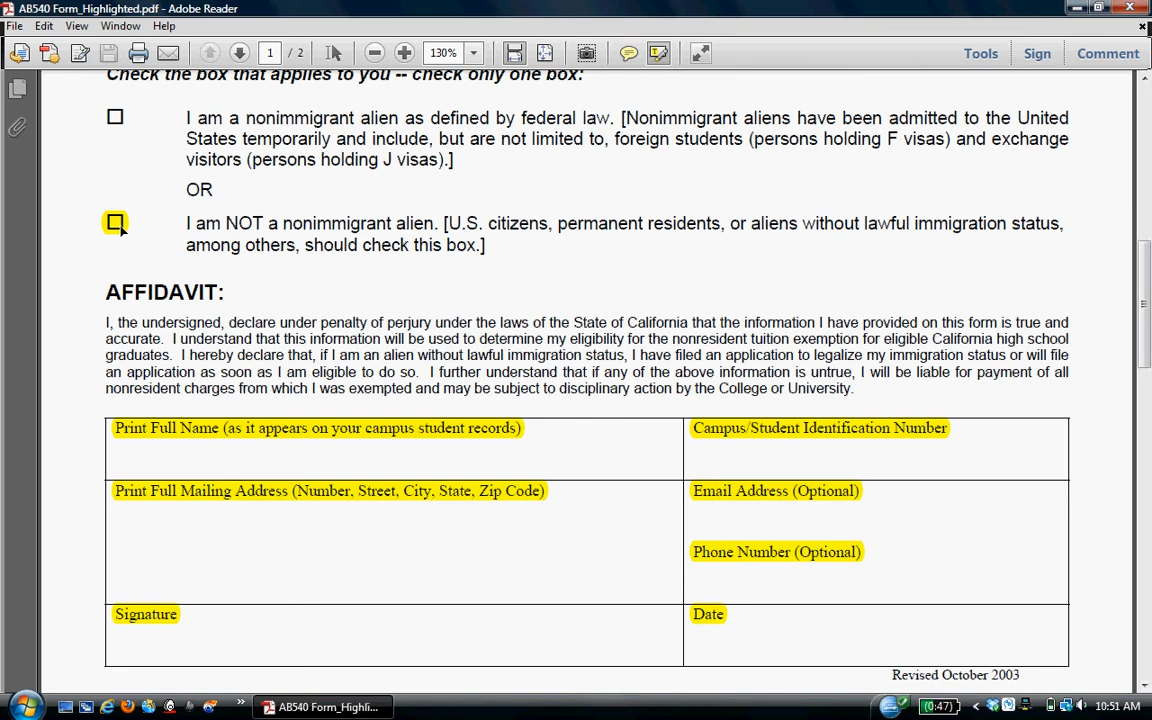 AB540 Form_Highlighted.pdf - Adobe Reader
File Edit View Window Help
1 / 2 130% Tools Sign Comment
Check the box that applies to you -- check only one box:
I am a nonimmigrant alien as defined by federal law. [Nonimmigrant aliens have been admitted to the United
States temporarily and include, but are not limited to, foreign students (persons holding F visas) and exchange
visitors (persons holding J visas).]
OR
I am NOT a nonimmigrant alien. [U.S. citizens, permanent residents, or aliens without lawful immigration status,
among others, should check this box.]
AFFIDAVIT:
I, the undersigned, declare under penalty of perjury under the laws of the State of California that the information I have provided on this form is true and
accurate. I understand that this information will be used to determine my eligibility for the nonresident tuition exemption for eligible California high school
graduates. I hereby declare that, if I am an alien without lawful immigration status, I have filed an application to legalize my immigration status or will file
an application as soon as I am eligible to do so. I further understand that if any of the above information is untrue, I will be liable for payment of all
nonresident charges from which I was exempted and may be subject to disciplinary action by the College or University.
Print Full Name (as it appears on your campus student records) Campus/Student Identification Number
Print Full Mailing Address (Number, Street, City, State, Zip Code) Email Address (Optional)
Phone Number (Optional)
Signature Date
Revised October 2003
AB540 Form_Highli... (0:47) 10:51 AM